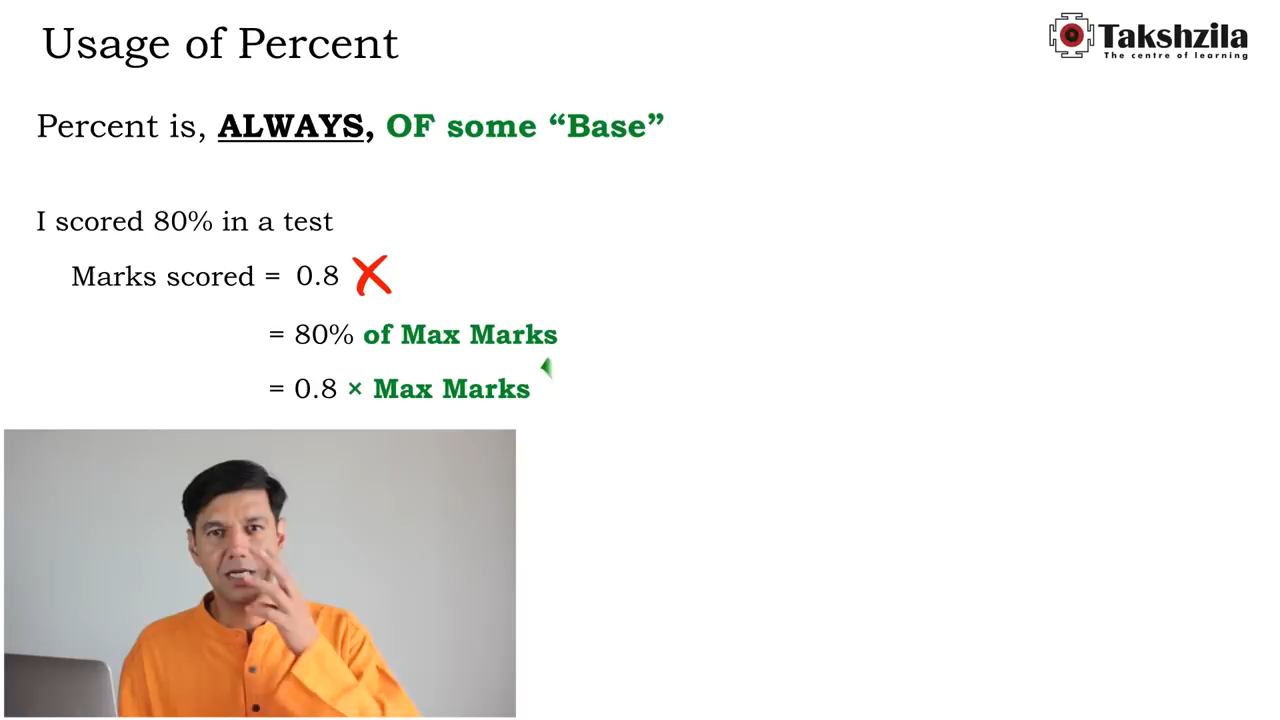 Usage of Percent
Takshzila
The centre of learning
Percent is, ALWAYS, OF some “Base”
I scored 80% in a test
Marks scored = 0.8
= 80% of Max Marks
= 0.8 × Max Marks